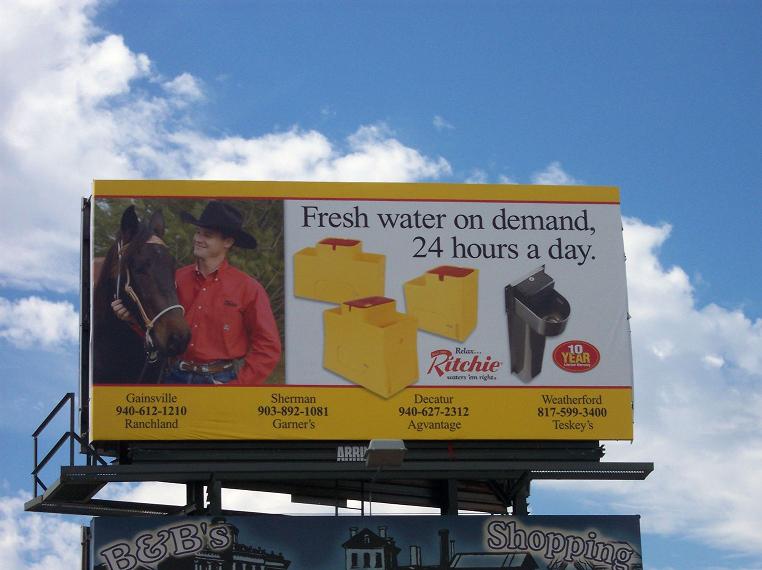 Fresh water on demand,
24 hours a day.
Relax...
Ritchie
waters 'em right.
10
YEAR
Gainsville
940-612-1210
Ranchland
Sherman
903-892-1081
Garner's
Decatur
940-627-2312
Agvantage
Weatherford
817-599-3400
Teskey's
B&B's
Shopping